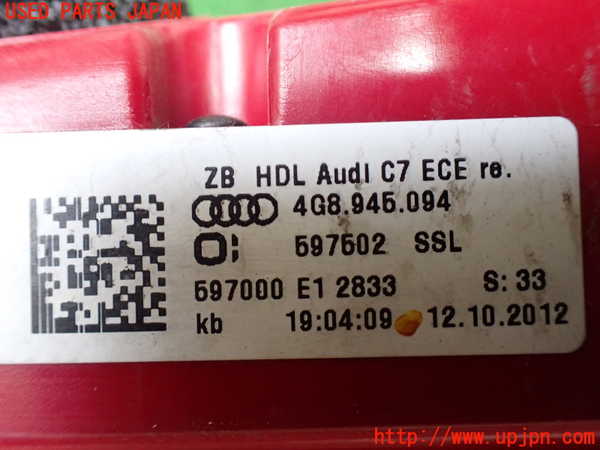 USED PARTS JAPAN
ZB HDL Audi C7 ECE re.
4G8.945.094
597502 SSL
597000 E1 2833 S: 33
kb 19:04:09 12.10.2012
http://www.upjpn.com/